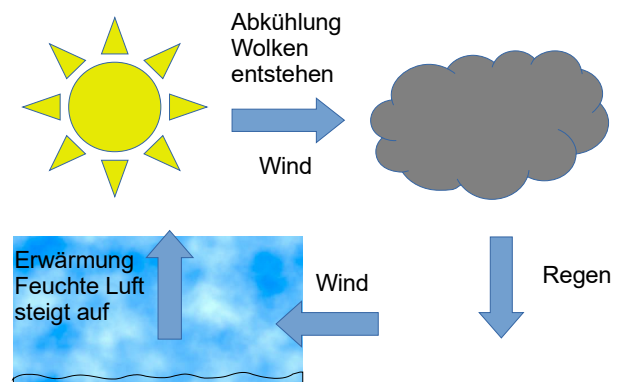 Abkühlung
Wolken
entstehen
Wind
Erwärmung
Feuchte Luft
steigt auf
Wind
Regen